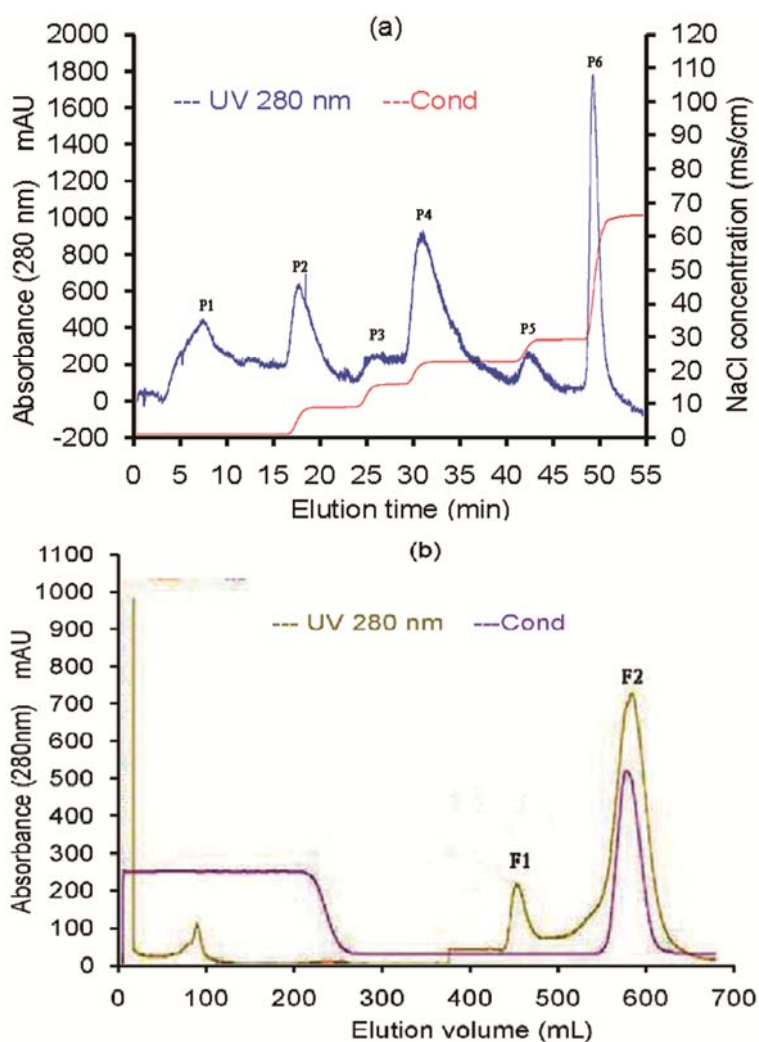 (a)
--- UV 280 nm --- Cond
Absorbance (280 nm) mAU
2000
1800
1600
1400
1200
1000
800
600
400
200
0
-200
P1
P2
P3
P4
P5
P6
120
110
100
90
80
70
60
50
40
30
20
10
0
NaCl concentration (ms/cm)
0 5 10 15 20 25 30 35 40 45 50 55
Elution time (min)
(b)
--- UV 280 nm ---Cond
Absorbance (280nm) mAU
1100
1000
900
800
700
600
500
400
300
200
100
0
F1
F2
0 100 200 300 400 500 600 700
Elution volume (mL)